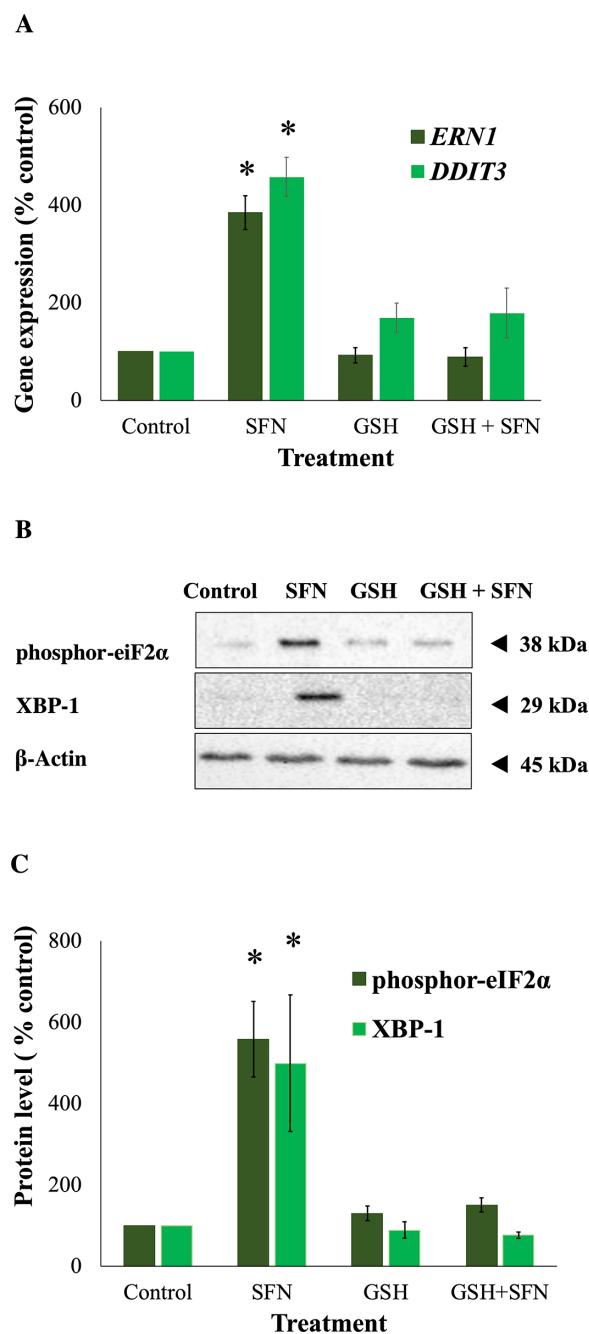 A
600
400
200
0
Gene expression (% control)
*
*
ERN1
DDIT3
Control SFN GSH GSH + SFN
Treatment
B
Control SFN GSH GSH + SFN
phosphor-eiF2α ◄ 38 kDa
XBP-1 ◄ 29 kDa
β-Actin ◄ 45 kDa
C
800
600
400
200
0
Protein level ( % control)
*
*
phosphor-eIF2α
XBP-1
Control SFN GSH GSH+SFN
Treatment